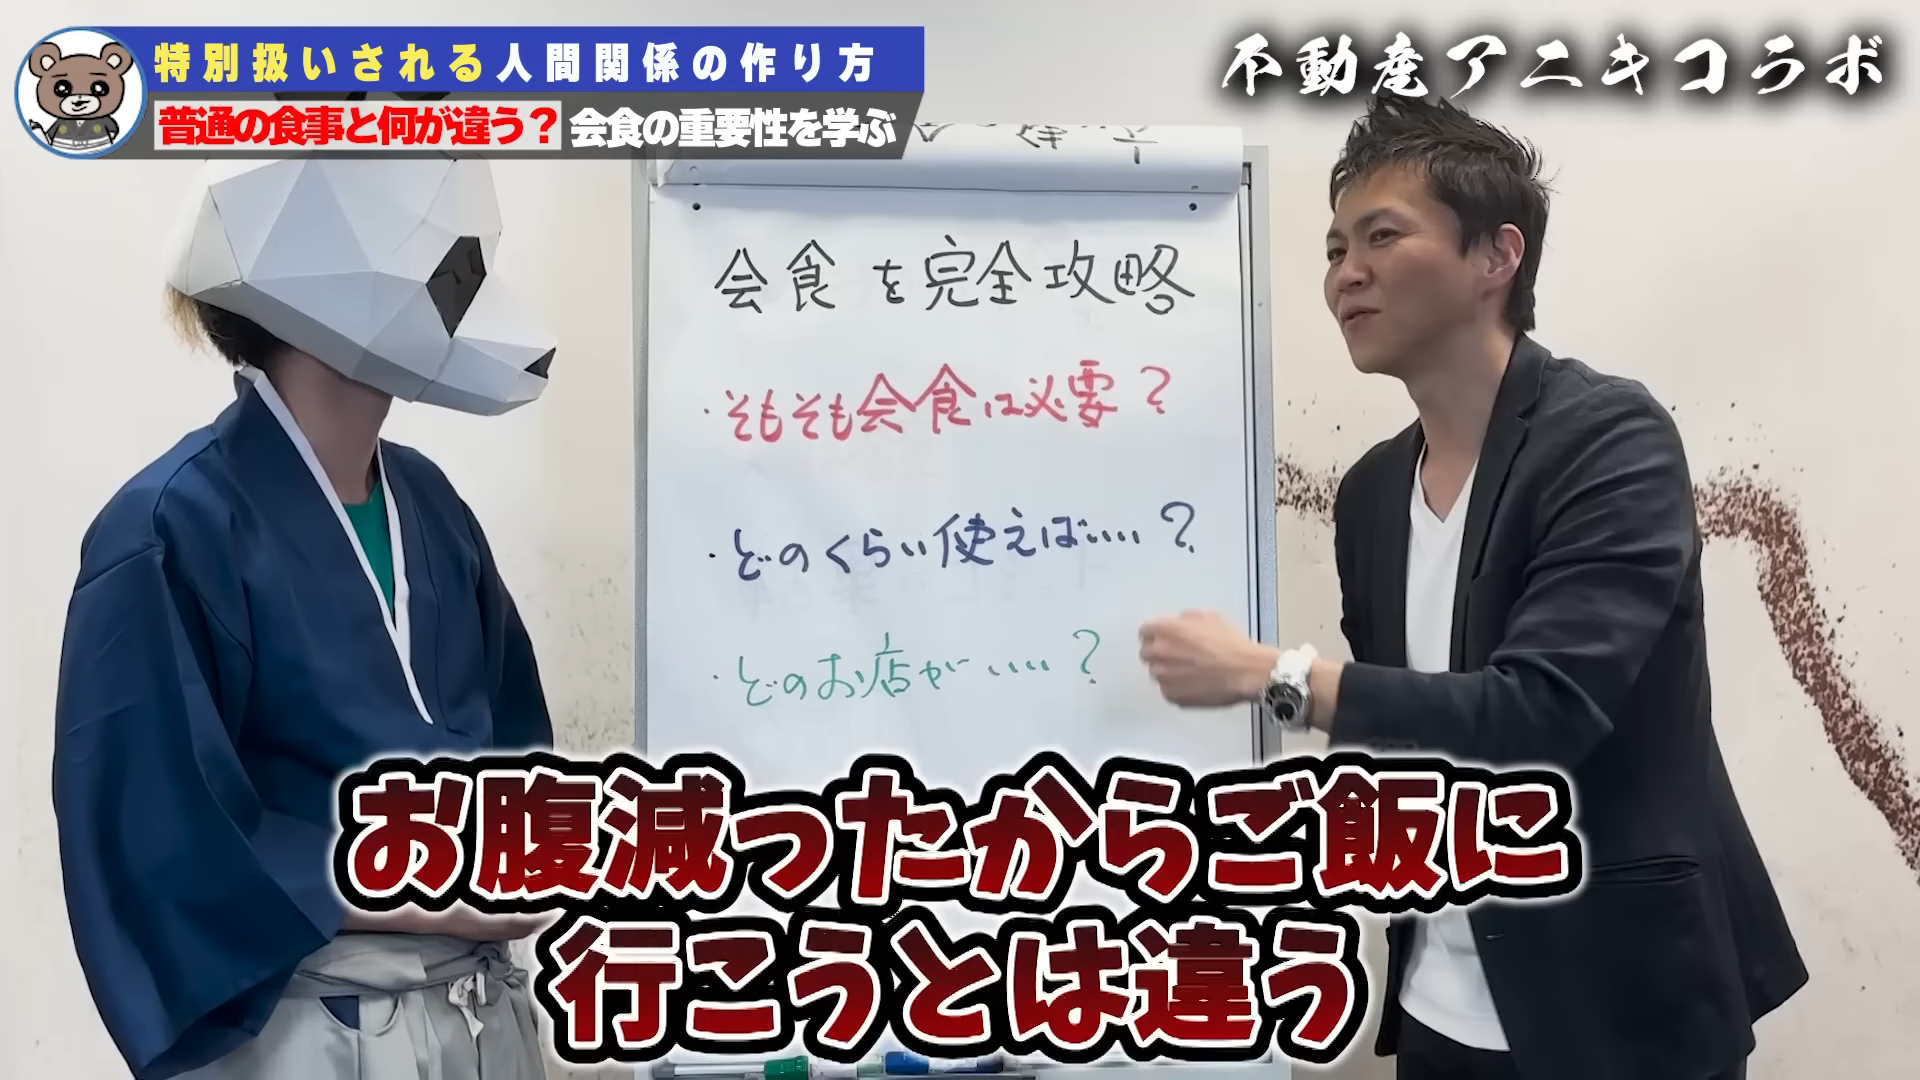 特別扱いされる人間関係の作り方
普通の食事と何が違う？会食の重要性を学ぶ
不動産アニキコラボ
会食を完全攻略
・そもそも会食は必要？
・どのくらい使えばいい？
・どのお店がいい？
お腹減ったからご飯に
行こうとは違う